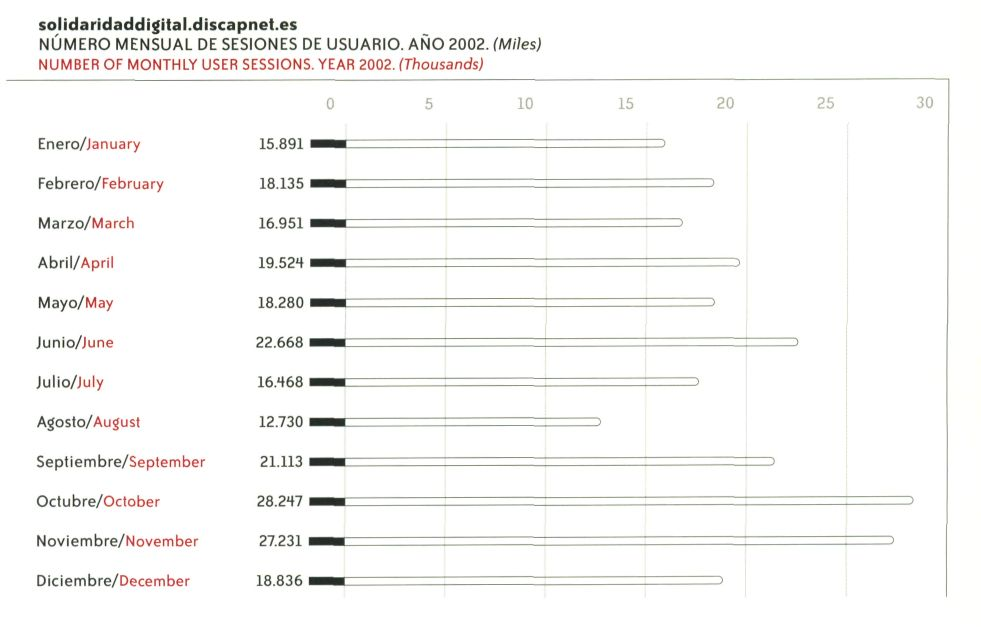 solidaridaddigital.discapnet.es
NÚMERO MENSUAL DE SESIONES DE USUARIO. AÑO 2002. (Miles)
NUMBER OF MONTHLY USER SESSIONS. YEAR 2002. (Thousands)
0 5 10 15 20 25 30
Enero/January 15.891
Febrero/February 18.135
Marzo/March 16.951
Abril/April 19.524
Mayo/May 18.280
Junio/June 22.668
Julio/July 16.468
Agosto/August 12.730
Septiembre/September 21.113
Octubre/October 28.247
Noviembre/November 27.231
Diciembre/December 18.836